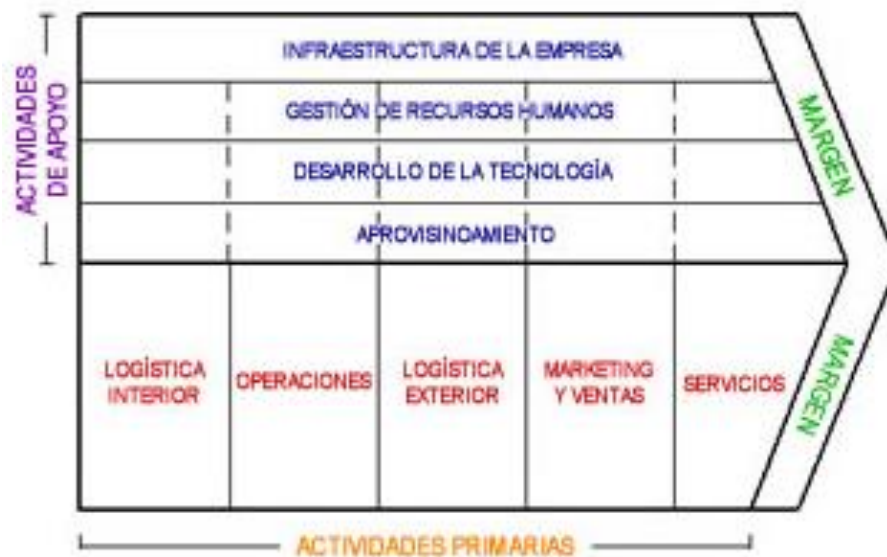 ACTIVIDADES
DE APOYO
INFRAESTRUCTURA DE LA EMPRESA
GESTIÓN DE RECURSOS HUMANOS
DESARROLLO DE LA TECNOLOGÍA
APROVISINOAMIENTO
MARGEN
LOGÍSTICA
INTERIOR
OPERACIONES
LOGÍSTICA
EXTERIOR
MARKETING
Y VENTAS
SERVICIOS
MARGEN
ACTIVIDADES PRIMARIAS